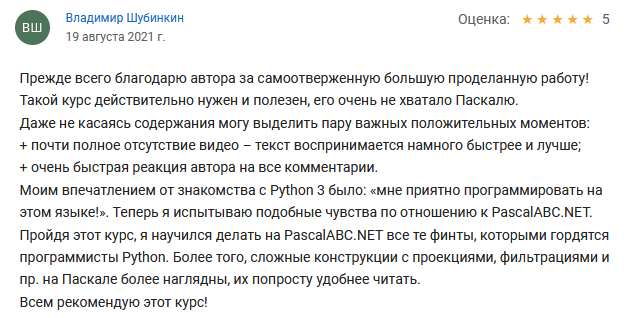 ВШ
Владимир Шубинкин
19 августа 2021 г.
Оценка: ★ ★ ★ ★ ★ 5
Прежде всего благодарю автора за самоотверженную большую проделанную работу!
Такой курс действительно нужен и полезен, его очень не хватало Паскалю.
Даже не касаясь содержания могу выделить пару важных положительных моментов:
+ почти полное отсутствие видео – текст воспринимается намного быстрее и лучше;
+ очень быстрая реакция автора на все комментарии.
Моим впечатлением от знакомства с Python 3 было: «мне приятно программировать на
этом языке!». Теперь я испытываю подобные чувства по отношению к PascalABC.NET.
Пройдя этот курс, я научился делать на PascalABC.NET все те финты, которыми гордятся
программисты Python. Более того, сложные конструкции с проекциями, фильтрациями и
пр. на Паскале более наглядны, их попросту удобнее читать.
Всем рекомендую этот курс!